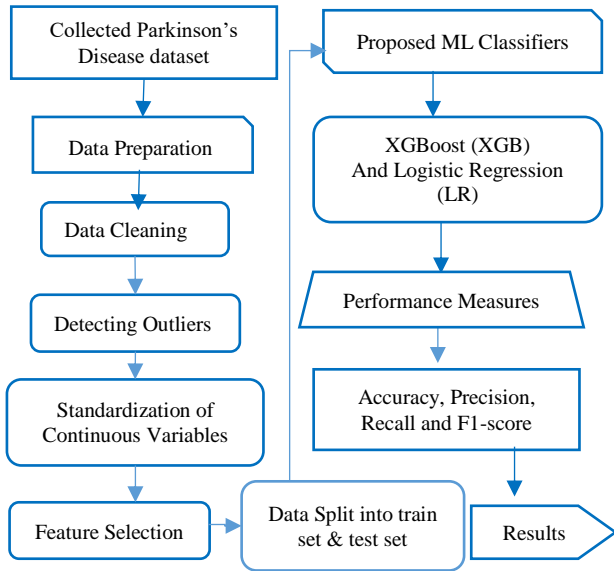 Collected Parkinson's
Disease dataset
Data Preparation
Data Cleaning
Detecting Outliers
Standardization of
Continuous Variables
Feature Selection
Data Split into train
set & test set
Proposed ML Classifiers
XGBoost (XGB)
And Logistic Regression
(LR)
Performance Measures
Accuracy, Precision,
Recall and F1-score
Results